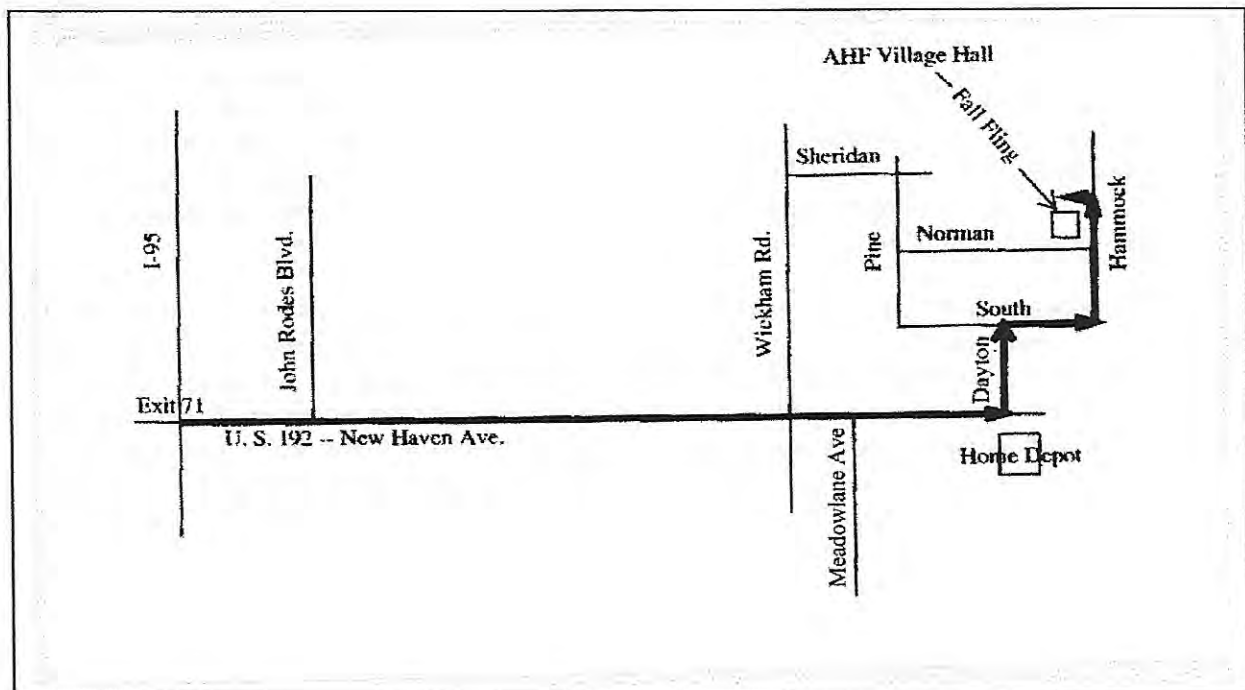 AHF Village Hall
Fall Fling
Sheridan
I-95
John Rodes Blvd.
Wickham Rd.
Pine
Norman
Hammock
South
Dayton
Exit 71
U. S. 192 -- New Haven Ave.
Meadowlane Ave
Home Depot